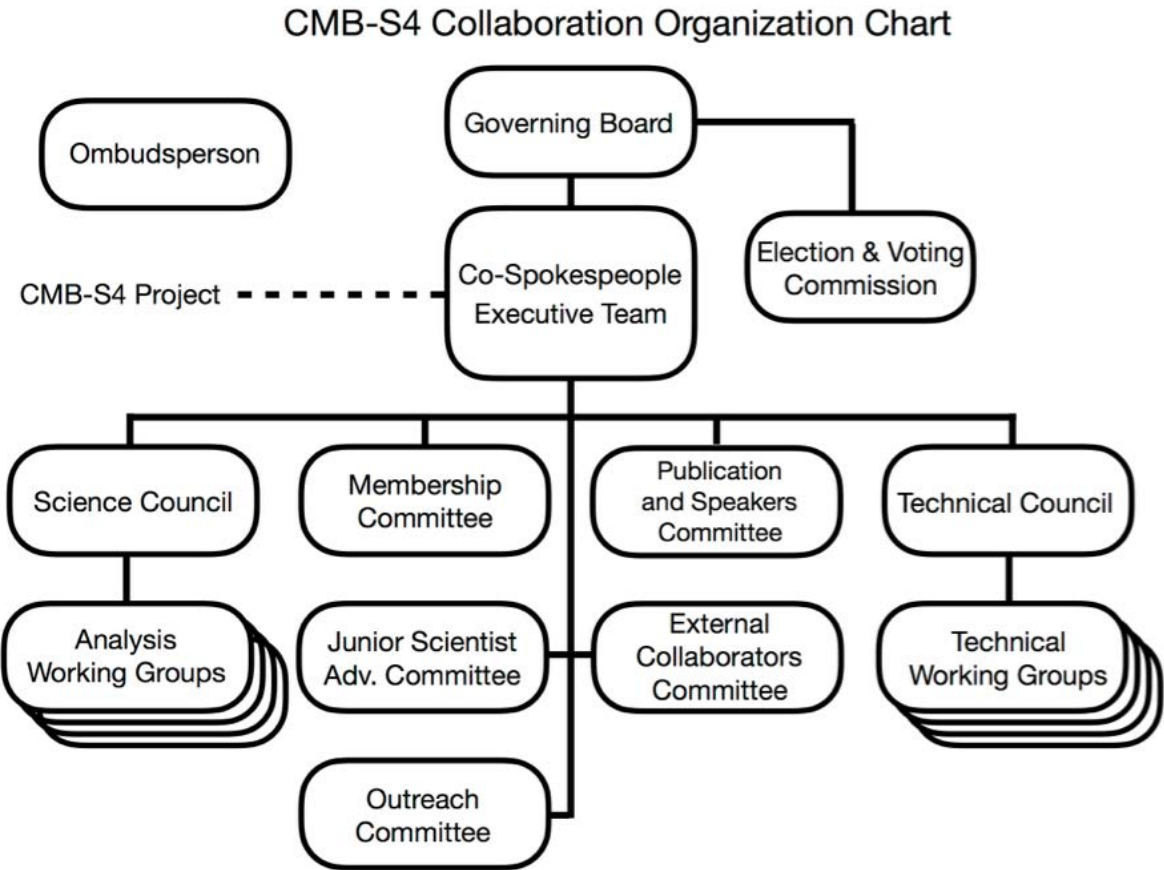 CMB-S4 Collaboration Organization Chart
Governing Board
Ombudsperson
Election & Voting
Commission
Co-Spokespeople
Executive Team
CMB-S4 Project
Science Council
Membership
Committee
Publication
and Speakers
Committee
Technical Council
Analysis
Working Groups
Junior Scientist
Adv. Committee
External
Collaborators
Committee
Technical
Working Groups
Outreach
Committee